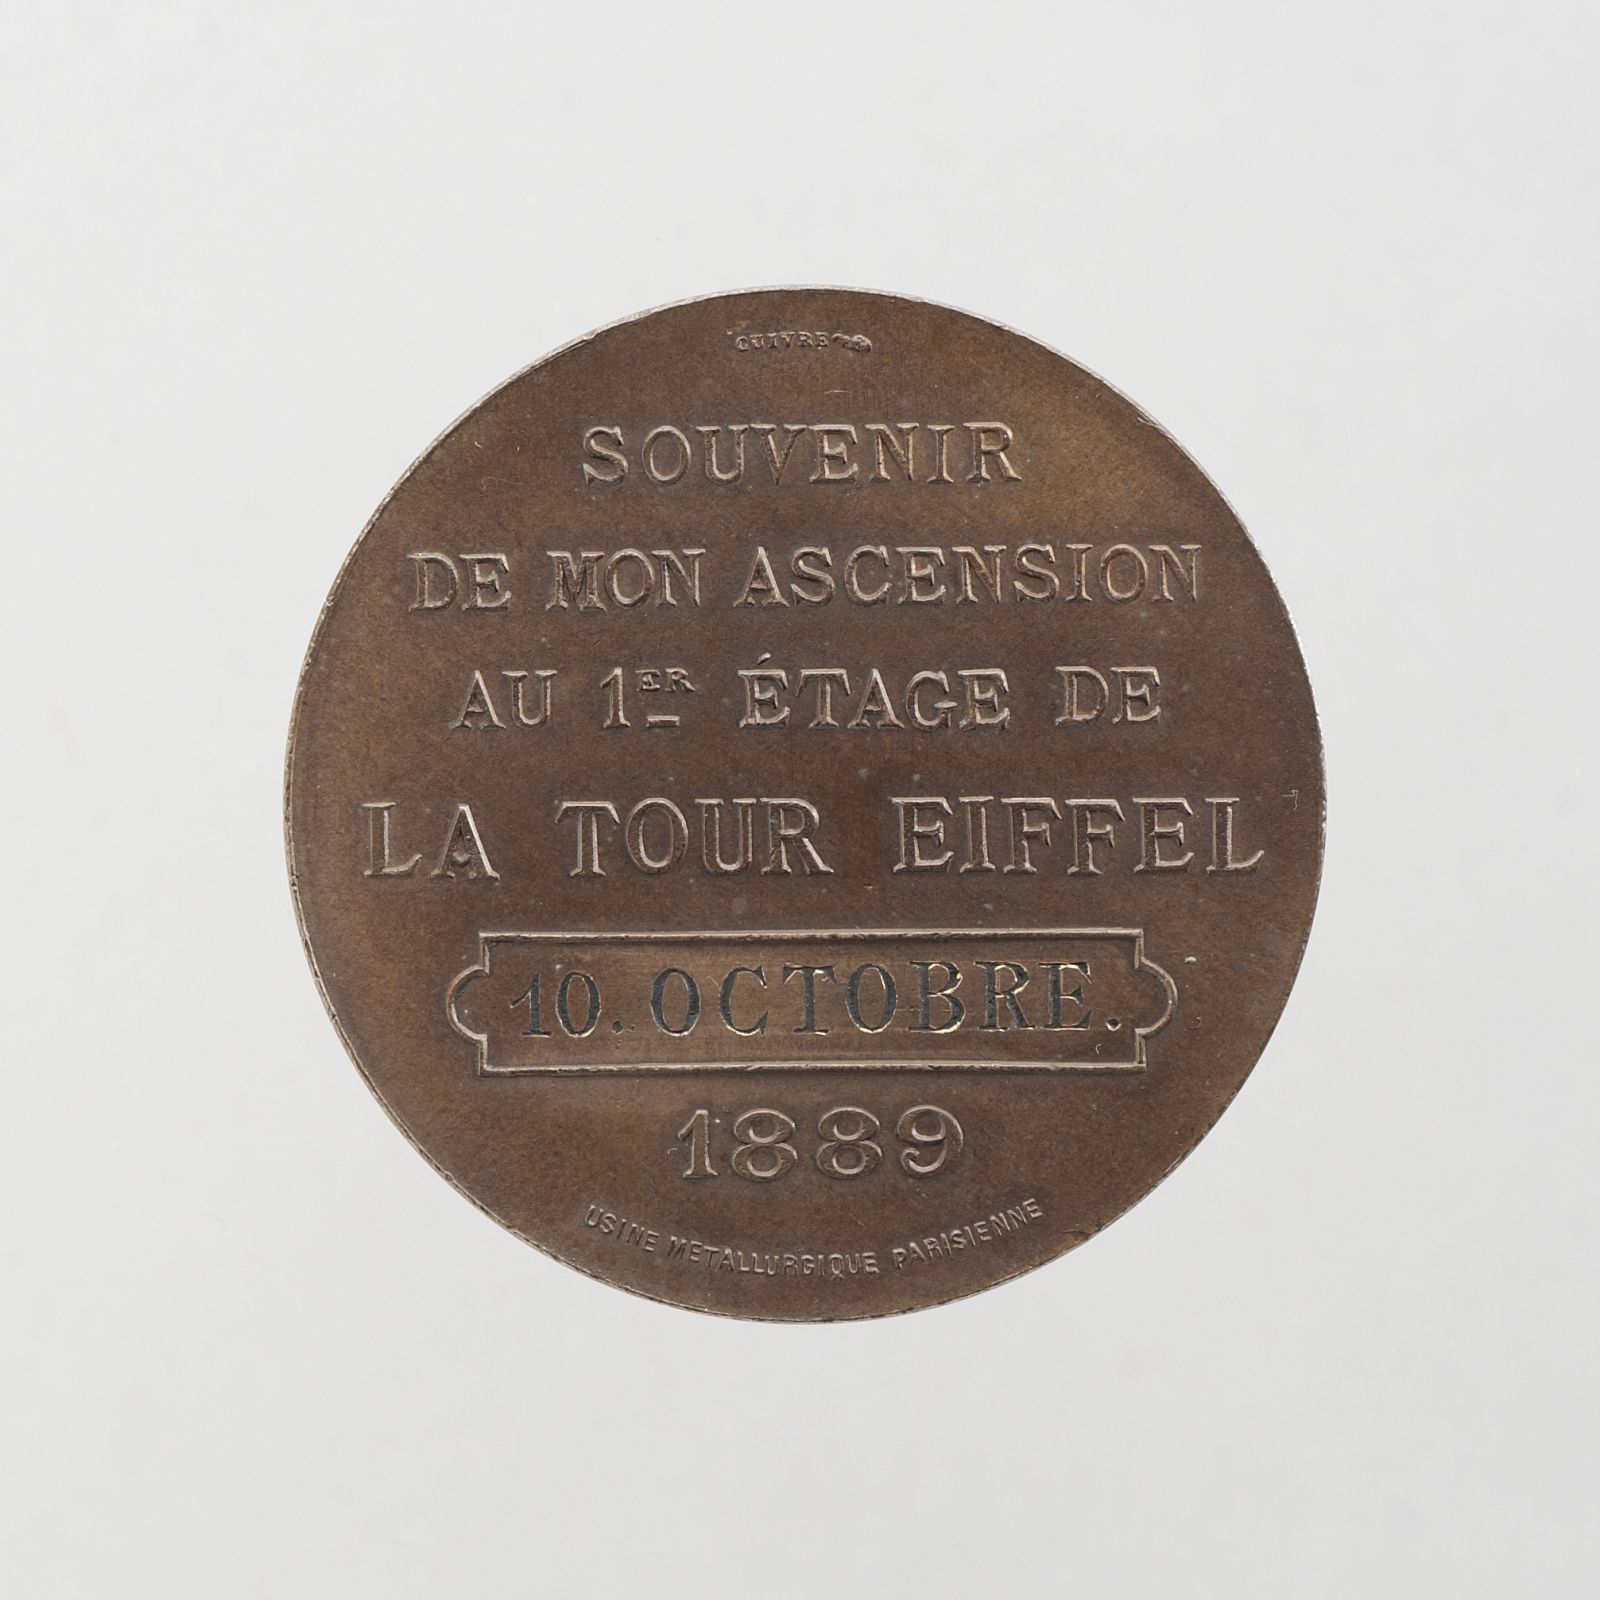 CUIVRE
SOUVENIR
DE MON ASCENSION
AU 1ER ÉTAGE DE
LA TOUR EIFFEL
10. OCTOBRE.
1889
USINE METALLURGIQUE PARISIENNE